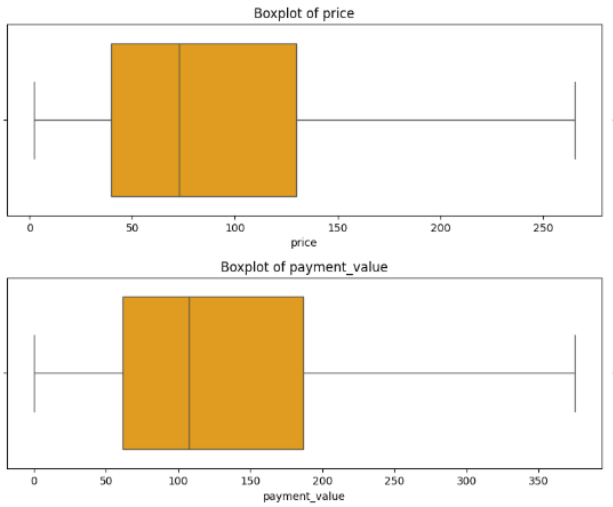 Boxplot of price
0 50 100 150 200 250
price
Boxplot of payment_value
0 50 100 150 200 250 300 350
payment_value